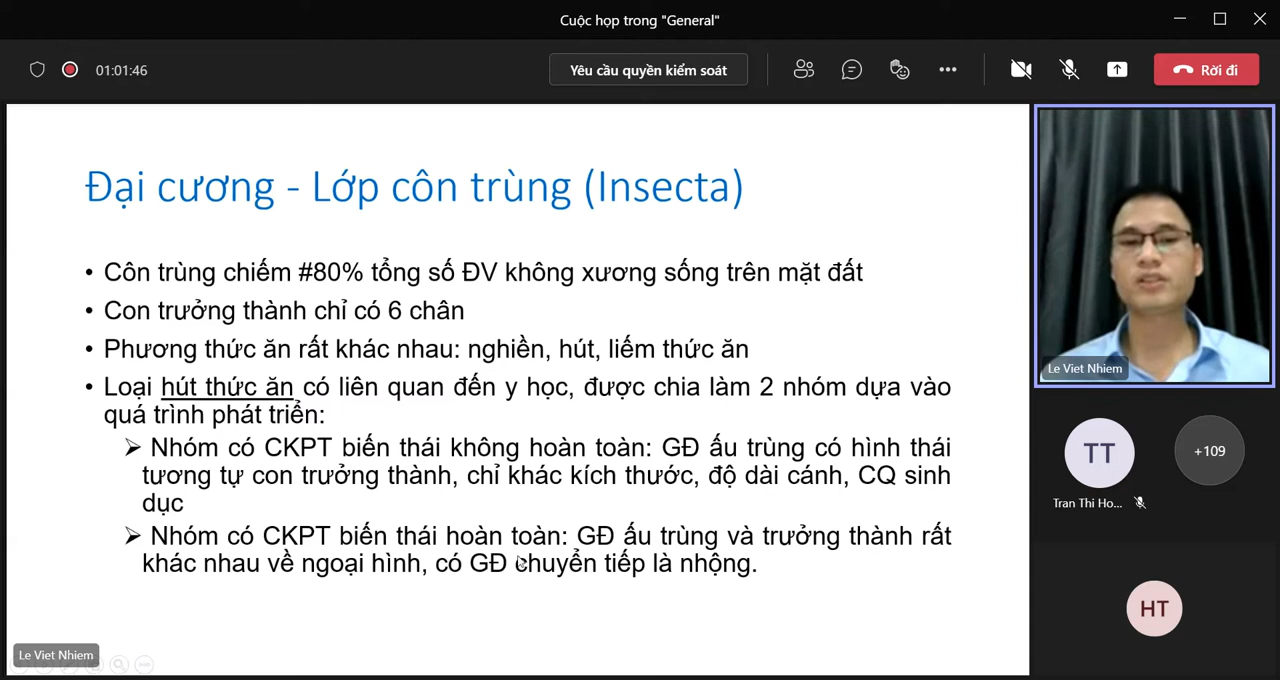 Cuộc họp trong "General"
01:01:46
Yêu cầu quyền kiểm soát
Rời đi
Đại cương - Lớp côn trùng (Insecta)
• Côn trùng chiếm #80% tổng số ĐV không xương sống trên mặt đất
• Con trưởng thành chỉ có 6 chân
• Phương thức ăn rất khác nhau: nghiền, hút, liếm thức ăn
• Loại hút thức ăn có liên quan đến y học, được chia làm 2 nhóm dựa vào
quá trình phát triển:
➢ Nhóm có CKPT biến thái không hoàn toàn: GĐ ấu trùng có hình thái
tương tự con trưởng thành, chỉ khác kích thước, độ dài cánh, CQ sinh
dục
➢ Nhóm có CKPT biến thái hoàn toàn: GĐ ấu trùng và trưởng thành rất
khác nhau về ngoại hình, có GĐ chuyển tiếp là nhộng.
Le Viet Nhiem
Le Viet Nhiem
TT
+109
Tran Thi Ho...
HT